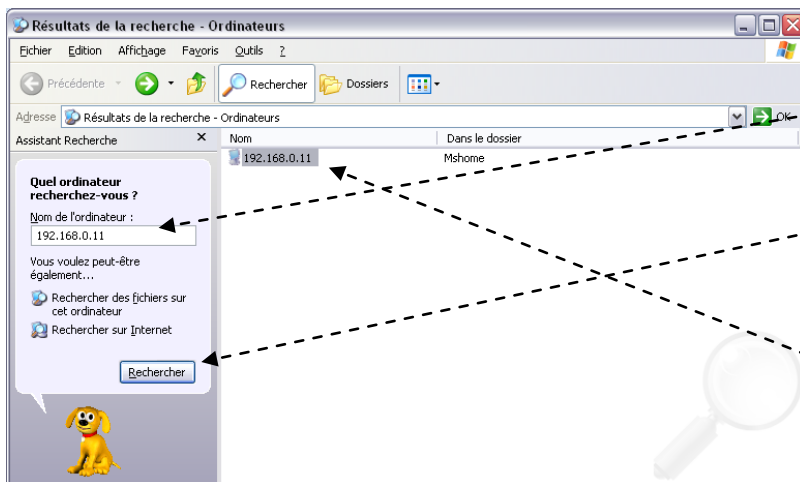 Résultats de la recherche - Ordinateurs
Fichier Edition Affichage Favoris Outils ?
Précédente Rechercher Dossiers
Adresse Résultats de la recherche - Ordinateurs OK
Assistant Recherche X Nom Dans le dossier
192.168.0.11 Mshome
Quel ordinateur
recherchez-vous ?
Nom de l'ordinateur :
192.168.0.11
Vous voulez peut-être
également...
Rechercher des fichiers sur
cet ordinateur
Rechercher sur Internet
Rechercher